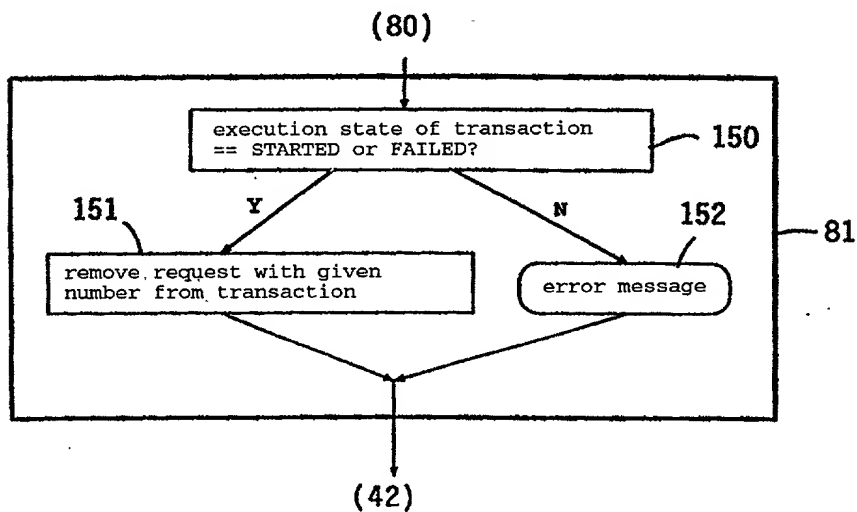 (80)
execution state of transaction
== STARTED or FAILED?
150
Y
N
151
152
81
remove request with given
number from transaction
error message
(42)